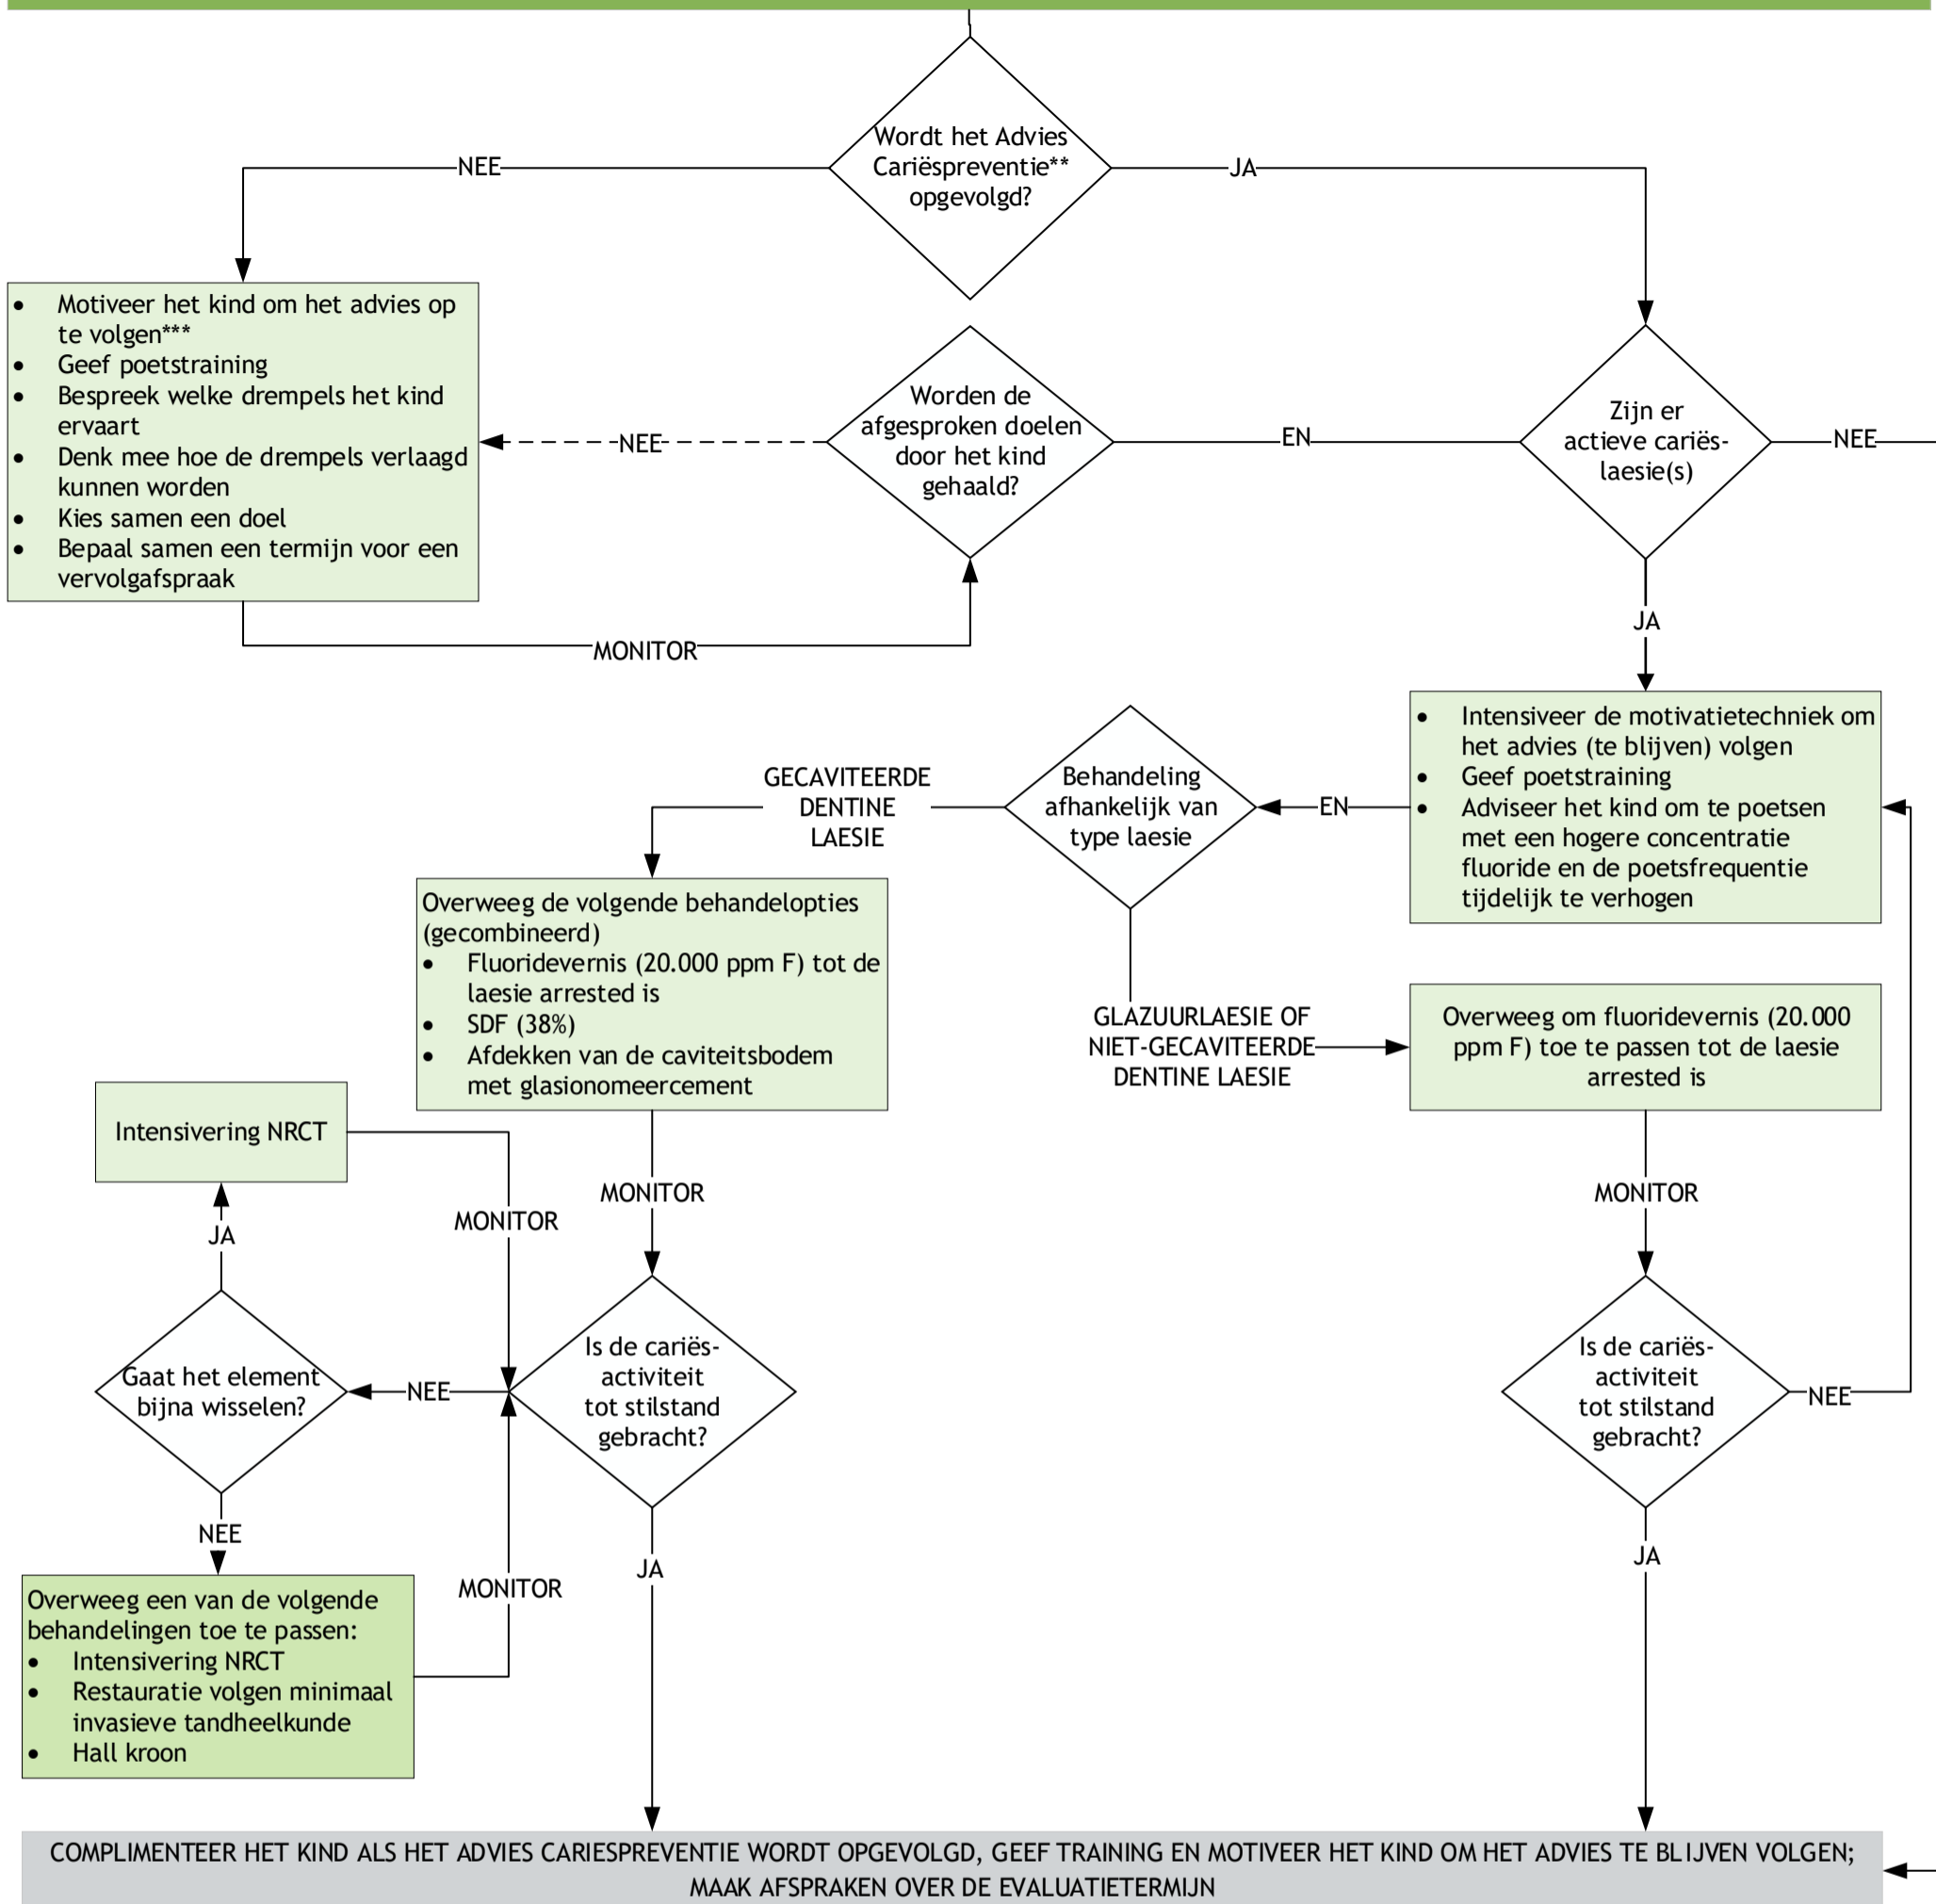 Wordt het Advies
Cariëspreventie**
opgevolgd?
NEE
JA
• Motiveer het kind om het advies op
te volgen***
• Geef poetstraining
• Bespreek welke drempels het kind
ervaart
• Denk mee hoe de drempels verlaagd
kunnen worden
• Kies samen een doel
• Bepaal samen een termijn voor een
vervolgafspraak
NEE
Worden de
afgesproken doelen
door het kind
gehaald?
EN
Zijn er
actieve cariës-
laesie(s)
NEE
MONITOR
JA
• Intensiveer de motivatietechniek om
het advies (te blijven) volgen
• Geef poetstraining
• Adviseer het kind om te poetsen
met een hogere concentratie
fluoride en de poetsfrequentie
tijdelijk te verhogen
EN
Behandeling
afhankelijk van
type laesie
GECAVITEERDE
DENTINE
LAESIE
Overweeg de volgende behandelopties
(gecombineerd)
• Fluoridevernis (20.000 ppm F) tot de
laesie arrested is
• SDF (38%)
• Afdekken van de caviteitsbodem
met glasionomeercement
GLAZUURLAESIE OF
NIET-GECAVITEERDE
DENTINE LAESIE
Overweeg om fluoridevernis (20.000
ppm F) toe te passen tot de laesie
arrested is
Intensivering NRCT
MONITOR
MONITOR
MONITOR
JA
Gaat het element
bijna wisselen?
NEE
Is de cariës-
activiteit
tot stilstand
gebracht?
Is de cariës-
activiteit
tot stilstand
gebracht?
NEE
NEE
MONITOR
JA
JA
Overweeg een van de volgende
behandelingen toe te passen:
• Intensivering NRCT
• Restauratie volgen minimaal
invasieve tandheelkunde
• Hall kroon
COMPLIMENTEER HET KIND ALS HET ADVIES CARIESPREVENTIE WORDT OPGEVOLGD, GEEF TRAINING EN MOTIVEER HET KIND OM HET ADVIES TE BLIJVEN VOLGEN;
MAAK AFSPRAKEN OVER DE EVALUATIETERMIJN